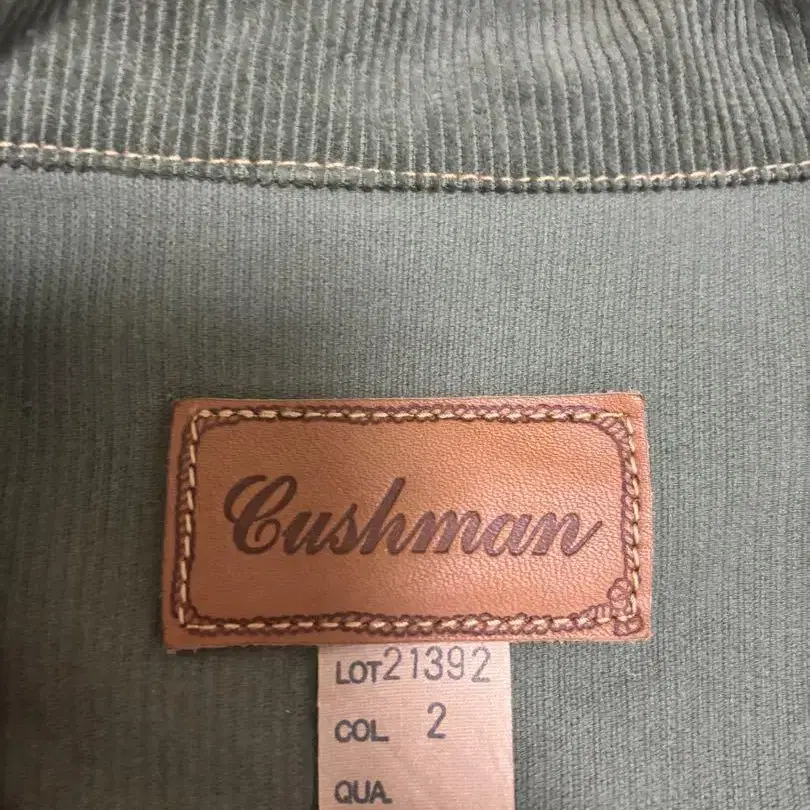 Cushman
LOT 21392
COL. 2
QUA.